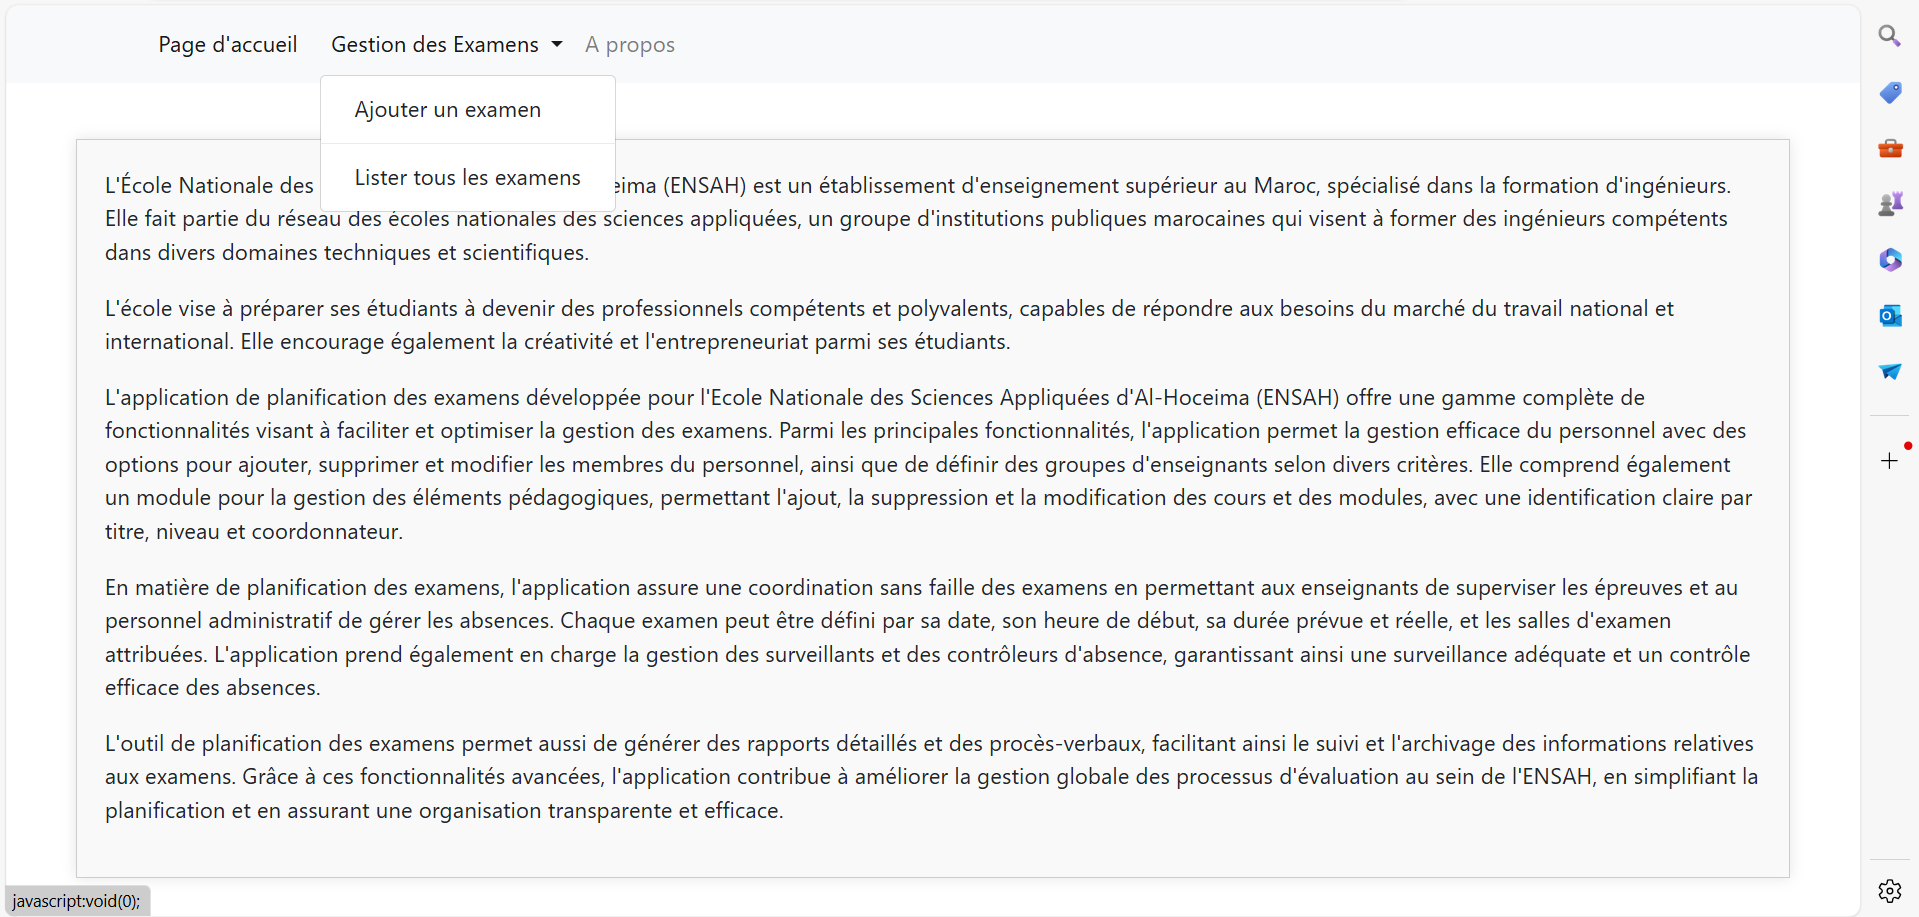 Page d'accueil Gestion des Examens A propos
Ajouter un examen
Lister tous les examens
L'École Nationale des eima (ENSAH) est un établissement d'enseignement supérieur au Maroc, spécialisé dans la formation d'ingénieurs.
Elle fait partie du réseau des écoles nationales des sciences appliquées, un groupe d'institutions publiques marocaines qui visent à former des ingénieurs compétents
dans divers domaines techniques et scientifiques.
L'école vise à préparer ses étudiants à devenir des professionnels compétents et polyvalents, capables de répondre aux besoins du marché du travail national et
international. Elle encourage également la créativité et l'entrepreneuriat parmi ses étudiants.
L'application de planification des examens développée pour l'Ecole Nationale des Sciences Appliquées d'Al-Hoceima (ENSAH) offre une gamme complète de
fonctionnalités visant à faciliter et optimiser la gestion des examens. Parmi les principales fonctionnalités, l'application permet la gestion efficace du personnel avec des
options pour ajouter, supprimer et modifier les membres du personnel, ainsi que de définir des groupes d'enseignants selon divers critères. Elle comprend également
un module pour la gestion des éléments pédagogiques, permettant l'ajout, la suppression et la modification des cours et des modules, avec une identification claire par
titre, niveau et coordonnateur.
En matière de planification des examens, l'application assure une coordination sans faille des examens en permettant aux enseignants de superviser les épreuves et au
personnel administratif de gérer les absences. Chaque examen peut être défini par sa date, son heure de début, sa durée prévue et réelle, et les salles d'examen
attribuées. L'application prend également en charge la gestion des surveillants et des contrôleurs d'absence, garantissant ainsi une surveillance adéquate et un contrôle
efficace des absences.
L'outil de planification des examens permet aussi de générer des rapports détaillés et des procès-verbaux, facilitant ainsi le suivi et l'archivage des informations relatives
aux examens. Grâce à ces fonctionnalités avancées, l'application contribue à améliorer la gestion globale des processus d'évaluation au sein de l'ENSAH, en simplifiant la
planification et en assurant une organisation transparente et efficace.
javascript:void(0);